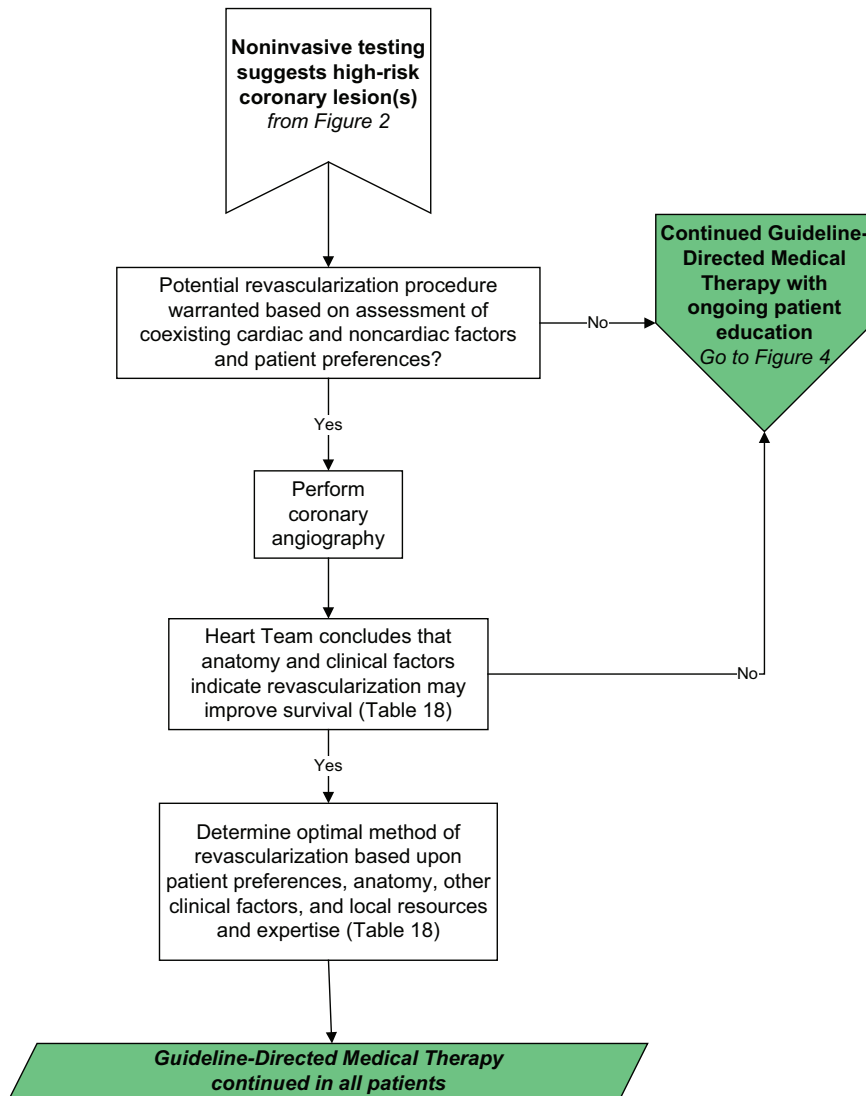 Noninvasive testing
suggests high-risk
coronary lesion(s)
from Figure 2
Continued Guideline-
Directed Medical
Therapy with
ongoing patient
education
Go to Figure 4
Potential revascularization procedure
warranted based on assessment of
coexisting cardiac and noncardiac factors
and patient preferences?
No
Yes
Perform
coronary
angiography
Heart Team concludes that
anatomy and clinical factors
indicate revascularization may
improve survival (Table 18)
No
Yes
Determine optimal method of
revascularization based upon
patient preferences, anatomy, other
clinical factors, and local resources
and expertise (Table 18)
Guideline-Directed Medical Therapy
continued in all patients